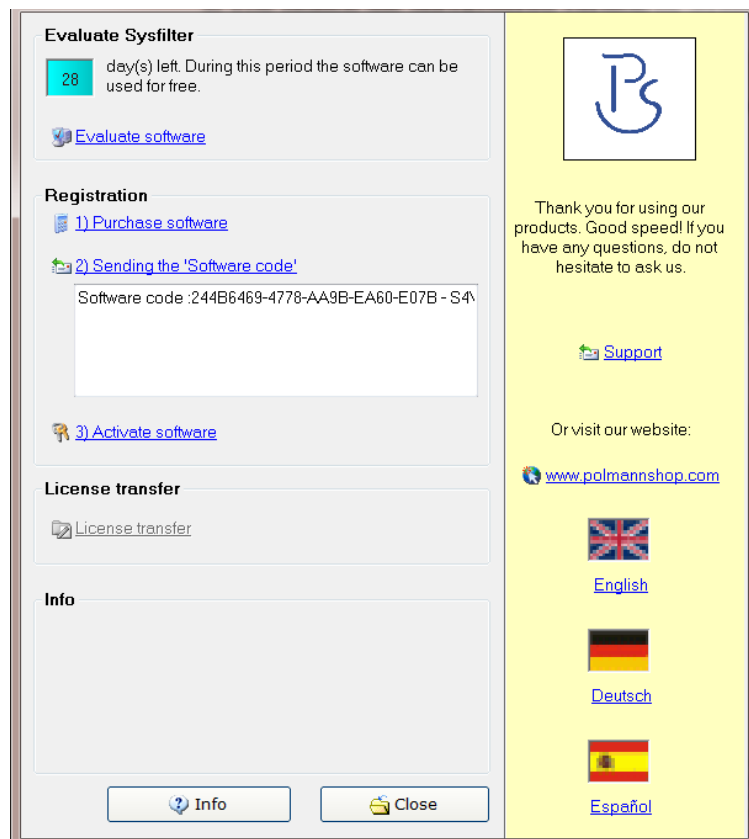 Evaluate Sysfilter
28
day(s) left. During this period the software can be
used for free.
Evaluate software
Registration
1) Purchase software
2) Sending the 'Software code'
Software code :244B6469-4778-AA9B-EA60-E07B - S4
3) Activate software
License transfer
License transfer
Info
Info
Close
PS
Thank you for using our
products. Good speed! If you
have any questions, do not
hesitate to ask us.
Support
Or visit our website:
www.polmannshop.com
English
Deutsch
Español